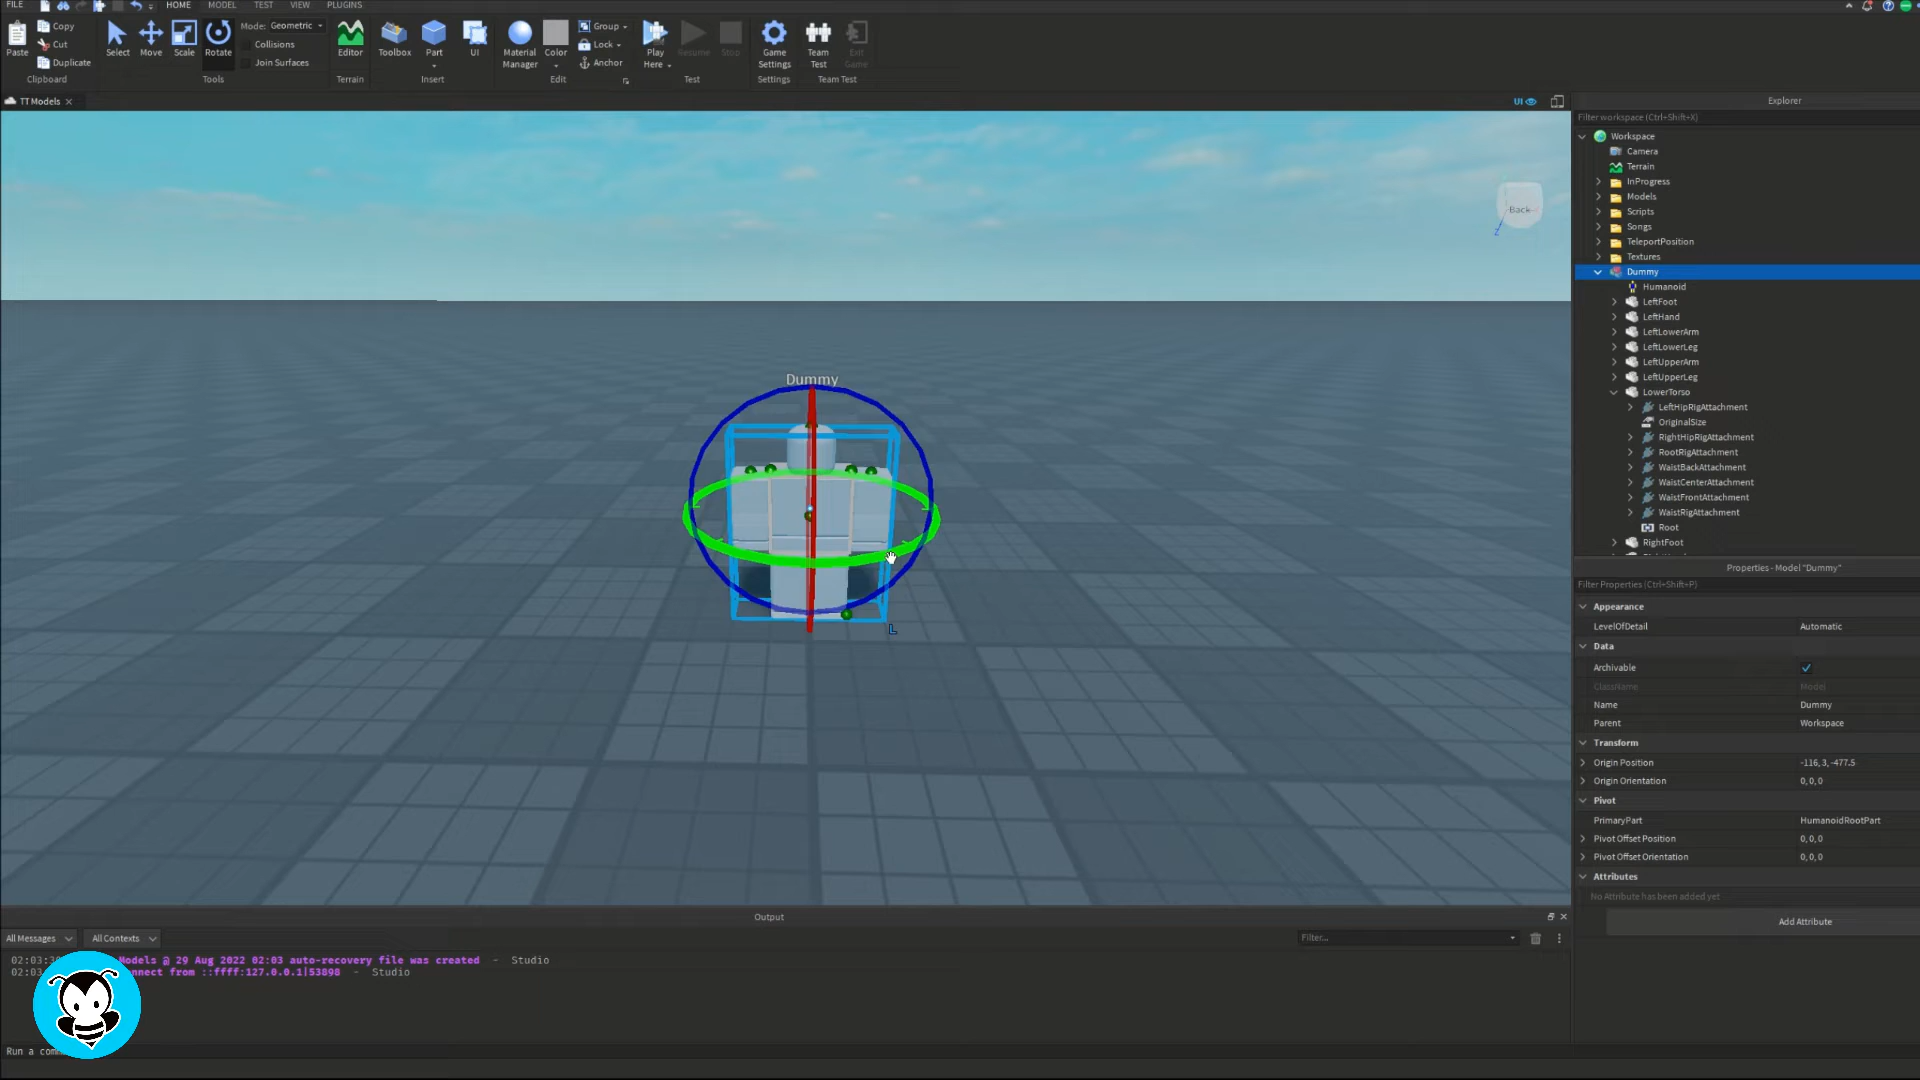 FILE HOME MODEL TEST VIEW PLUGINS
Paste Copy Cut Duplicate
Clipboard
Select Move Scale Rotate
Mode: Geometric
Collisions
Join Surfaces
Tools
Editor
Terrain
Toolbox Part UI
Insert
Material Manager Color
Group
Lock
Anchor
Edit
Play Here Resume Stop
Test
Game Settings
Settings
Team Test Exit Game
Team Test
TT Models
UI
Back
Z
Dummy
L
Explorer
Filter workspace (Ctrl+Shift+X)
Workspace
Camera
Terrain
InProgress
Models
Scripts
Songs
TeleportPosition
Textures
Dummy
Humanoid
LeftFoot
LeftHand
LeftLowerArm
LeftLowerLeg
LeftUpperArm
LeftUpperLeg
LowerTorso
LeftHipRigAttachment
OriginalSize
RightHipRigAttachment
RootRigAttachment
WaistBackAttachment
WaistCenterAttachment
WaistFrontAttachment
WaistRigAttachment
Root
RightFoot
Properties - Model "Dummy"
Filter Properties (Ctrl+Shift+P)
Appearance
LevelOfDetail Automatic
Data
Archivable
ClassName Model
Name Dummy
Parent Workspace
Transform
Origin Position -116, 3, -477.5
Origin Orientation 0, 0, 0
Pivot
PrimaryPart HumanoidRootPart
Pivot Offset Position 0, 0, 0
Pivot Offset Orientation 0, 0, 0
Attributes
No Attribute has been added yet
Add Attribute
Output
All Messages All Contexts Filter...
Models @ 29 Aug 2022 02:03 auto-recovery file was created - Studio
from ::ffff:127.0.0.1|53898 - Studio
Run a